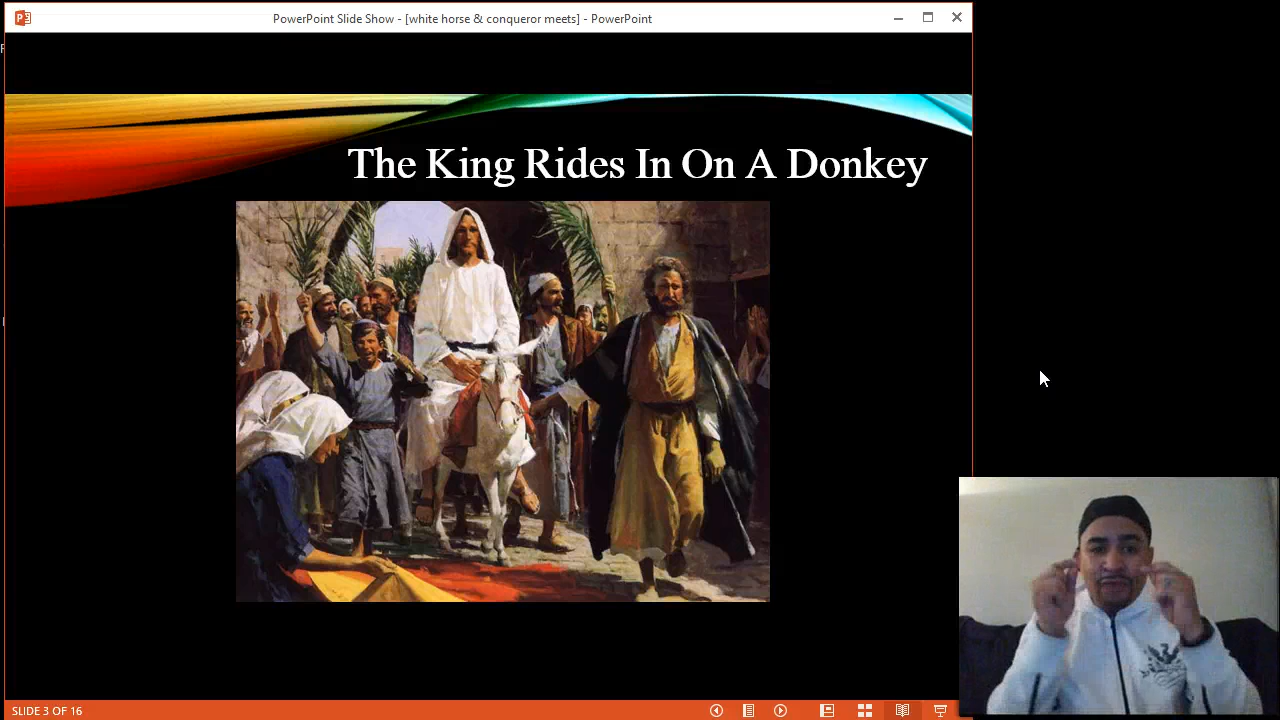 PowerPoint Slide Show - [white horse & conqueror meets] - PowerPoint
The King Rides In On A Donkey
SLIDE 3 OF 16